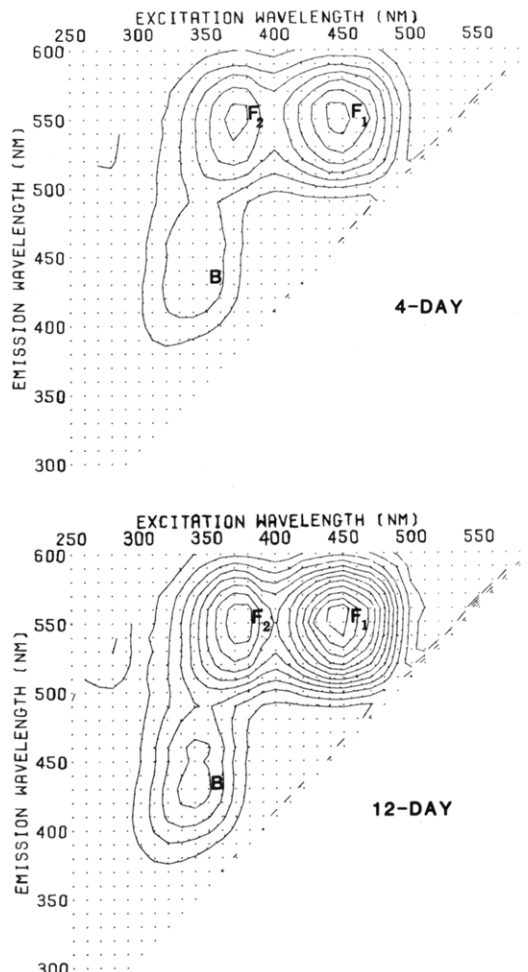 EXCITATION WAVELENGTH (NM)
250 300 350 400 450 500 550
600
550
500
450
400
350
300
EMISSION WAVELENGTH (NM)
F2 F1
B
4-DAY
EXCITATION WAVELENGTH (NM)
250 300 350 400 450 500 550
600
550
500
450
400
350
300
EMISSION WAVELENGTH (NM)
F2 F1
B
12-DAY